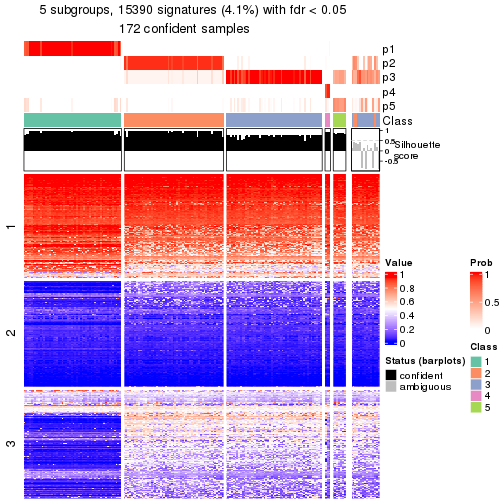 5 subgroups, 15390 signatures (4.1%) with fdr < 0.05
172 confident samples
p1
p2
p3
p4
p5
Class
1
0.5
0
-0.5
Silhouette
score
1
2
3
Value
1
0.8
0.6
0.4
0.2
0
Prob
1
0.5
0
Status (barplots)
confident
ambiguous
Class
1
2
3
4
5